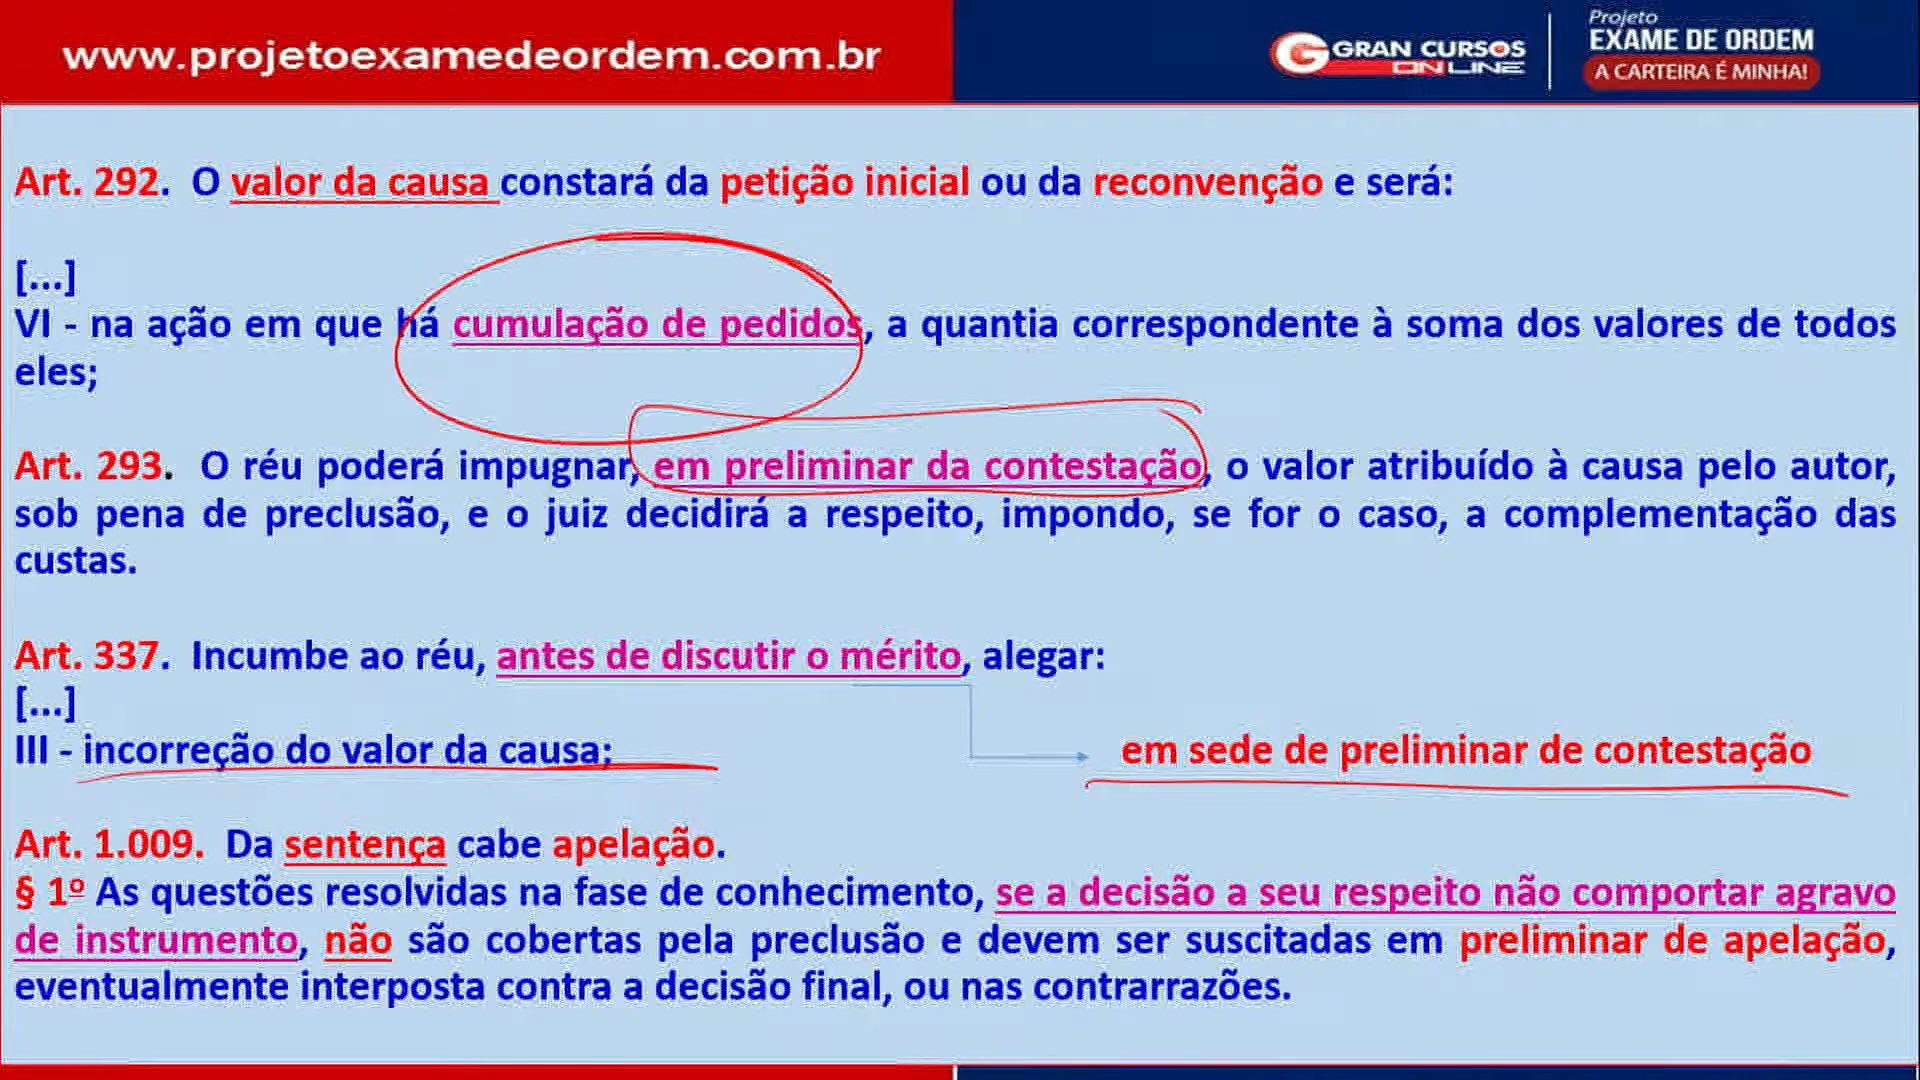 www.projetoexamedeordem.com.br
GRAN CURSOS
ONLINE
Projeto
EXAME DE ORDEM
A CARTEIRA É MINHA!
Art. 292. O valor da causa constará da petição inicial ou da reconvenção e será:
[...]
VI - na ação em que há cumulação de pedidos, a quantia correspondente à soma dos valores de todos
eles;
Art. 293. O réu poderá impugnar, em preliminar da contestação, o valor atribuído à causa pelo autor,
sob pena de preclusão, e o juiz decidirá a respeito, impondo, se for o caso, a complementação das
custas.
Art. 337. Incumbe ao réu, antes de discutir o mérito, alegar:
[...]
III - incorreção do valor da causa;
em sede de preliminar de contestação
Art. 1.009. Da sentença cabe apelação.
§ 1º As questões resolvidas na fase de conhecimento, se a decisão a seu respeito não comportar agravo
de instrumento, não são cobertas pela preclusão e devem ser suscitadas em preliminar de apelação,
eventualmente interposta contra a decisão final, ou nas contrarrazões.